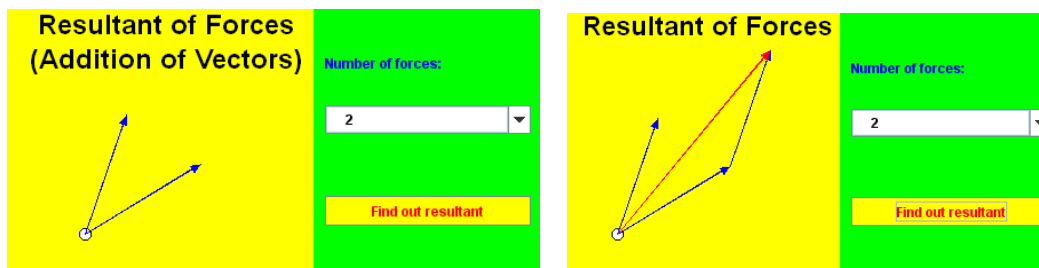 Resultant of Forces
(Addition of Vectors)
Number of forces:
2
Find out resultant
Resultant of Forces
Number of forces:
2
Find out resultant